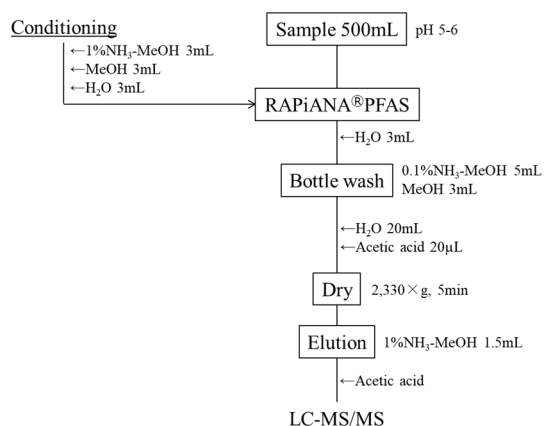 Conditioning
←1%NH₃-MeOH 3mL
←MeOH 3mL
←H₂O 3mL
Sample 500mL
pH 5-6
RAPiANA®PFAS
←H₂O 3mL
Bottle wash
0.1%NH₃-MeOH 5mL
MeOH 3mL
←H₂O 20mL
←Acetic acid 20µL
Dry
2,330×g, 5min
Elution
1%NH₃-MeOH 1.5mL
←Acetic acid
LC-MS/MS